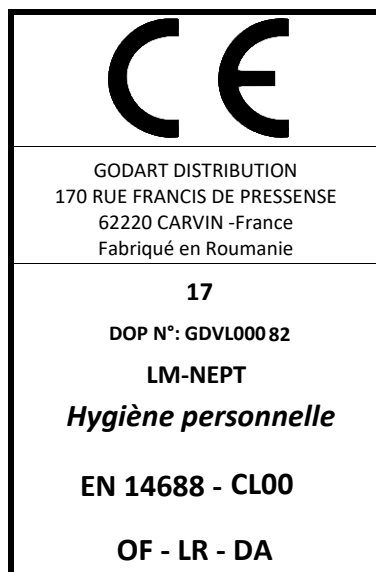 CE
GODART DISTRIBUTION
170 RUE FRANCIS DE PRESSENSE
62220 CARVIN -France
Fabriqué en Roumanie
17
DOP N°: GDVL000 82
LM-NEPT
Hygiène personnelle
EN 14688 - CL00
OF - LR - DA